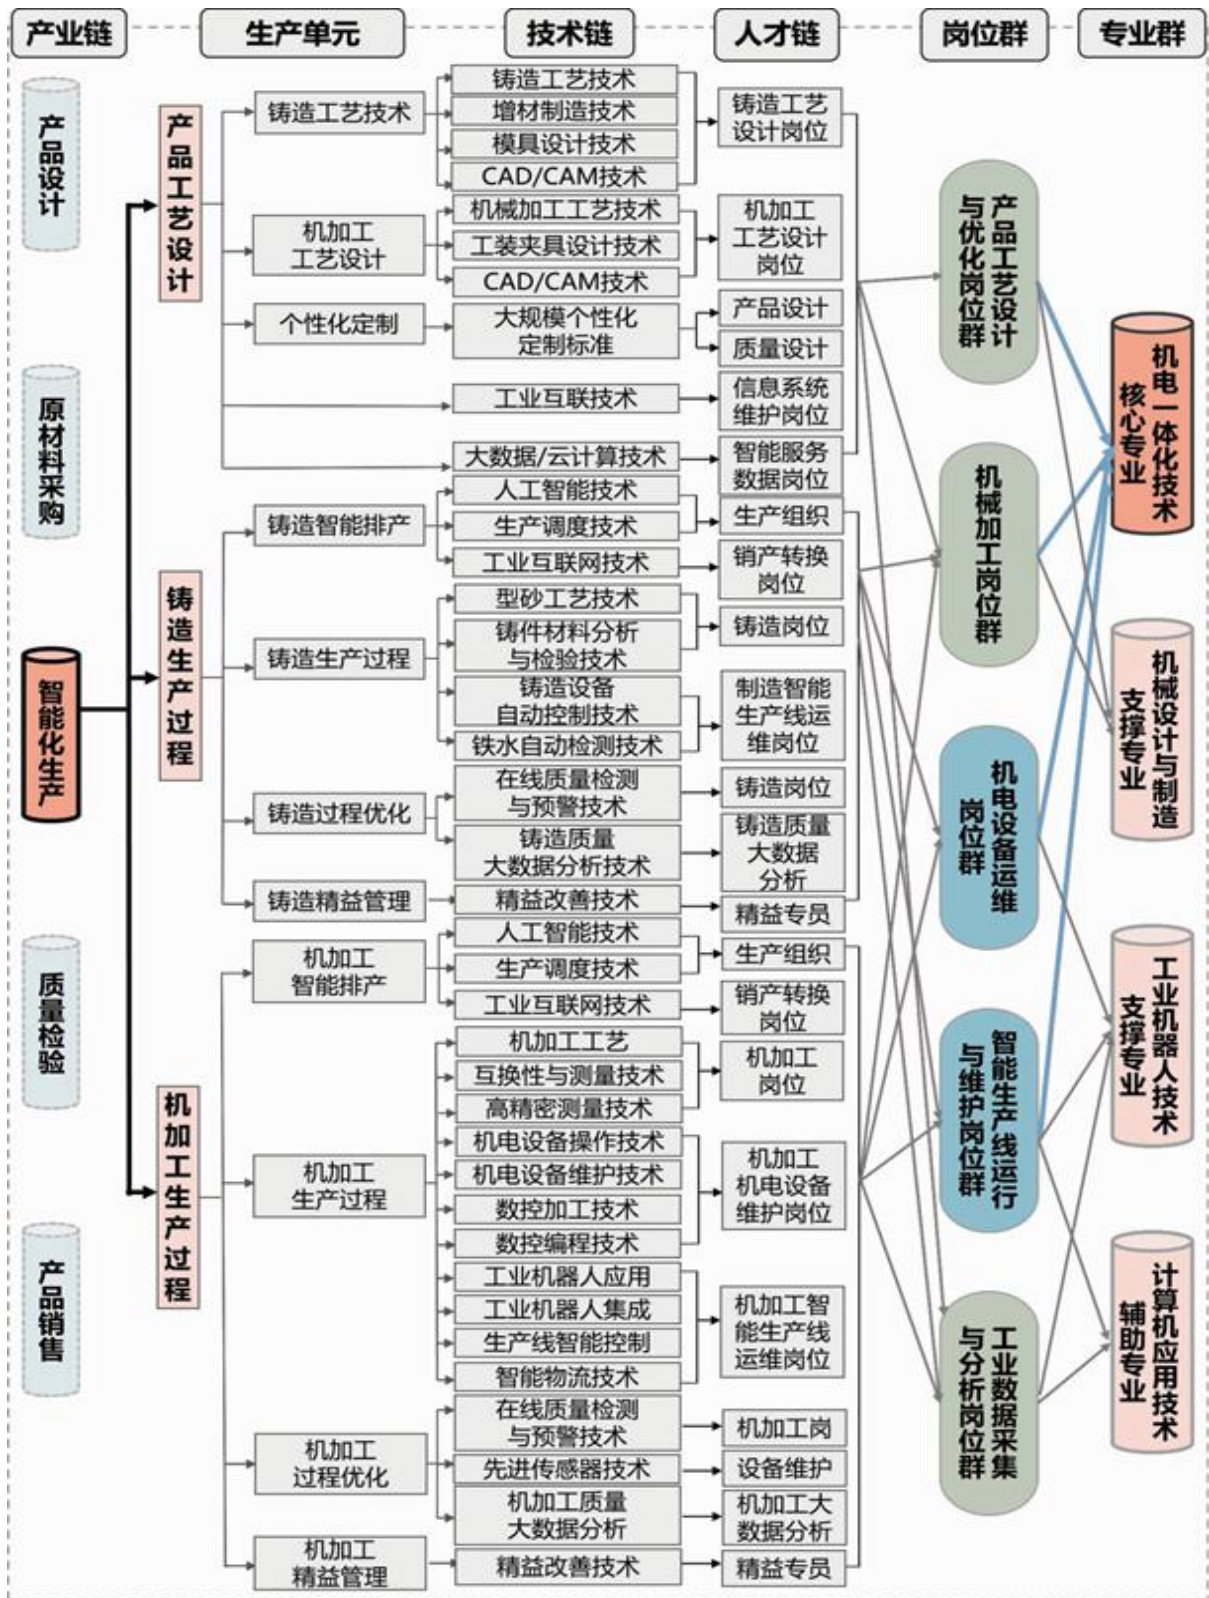 产业链
生产单元
技术链
人才链
岗位群
专业群
产品设计
原材料采购
智能化生产
质量检验
产品销售
产品工艺设计
铸造生产过程
机加工生产过程
铸造工艺技术
机加工
工艺设计
个性化定制
铸造智能排产
铸造生产过程
铸造过程优化
铸造精益管理
机加工
智能排产
机加工
生产过程
机加工
过程优化
机加工
精益管理
铸造工艺技术
增材制造技术
模具设计技术
CAD/CAM技术
机械加工工艺技术
工装夹具设计技术
CAD/CAM技术
大规模个性化
定制标准
工业互联技术
大数据/云计算技术
人工智能技术
生产调度技术
工业互联网技术
型砂工艺技术
铸件材料分析
与检验技术
铸造设备
自动控制技术
铁水自动检测技术
在线质量检测
与预警技术
铸造质量
大数据分析技术
精益改善技术
人工智能技术
生产调度技术
工业互联网技术
机加工工艺
互换性与测量技术
高精密测量技术
机电设备操作技术
机电设备维护技术
数控加工技术
数控编程技术
工业机器人应用
工业机器人集成
生产线智能控制
智能物流技术
在线质量检测
与预警技术
先进传感器技术
机加工质量
大数据分析
精益改善技术
铸造工艺
设计岗位
机加工
工艺设计
岗位
产品设计
质量设计
信息系统
维护岗位
智能服务
数据岗位
生产组织
销产转换
岗位
铸造岗位
制造智能
生产线运
维岗位
铸造岗位
铸造质量
大数据
分析
精益专员
生产组织
销产转换
岗位
机加工
岗位
机加工
机电设备
维护岗位
机加工智
能生产线
运维岗位
机加工岗
设备维护
机加工大
数据分析
精益专员
产品工艺设计
与优化岗位群
机械加工岗位群
机电设备运维
岗位群
智能生产线运行
与维护岗位群
工业数据采集
与分析岗位群
机电一体化技术
核心专业
机械设计与制造
支撑专业
工业机器人技术
支撑专业
计算机应用技术
辅助专业